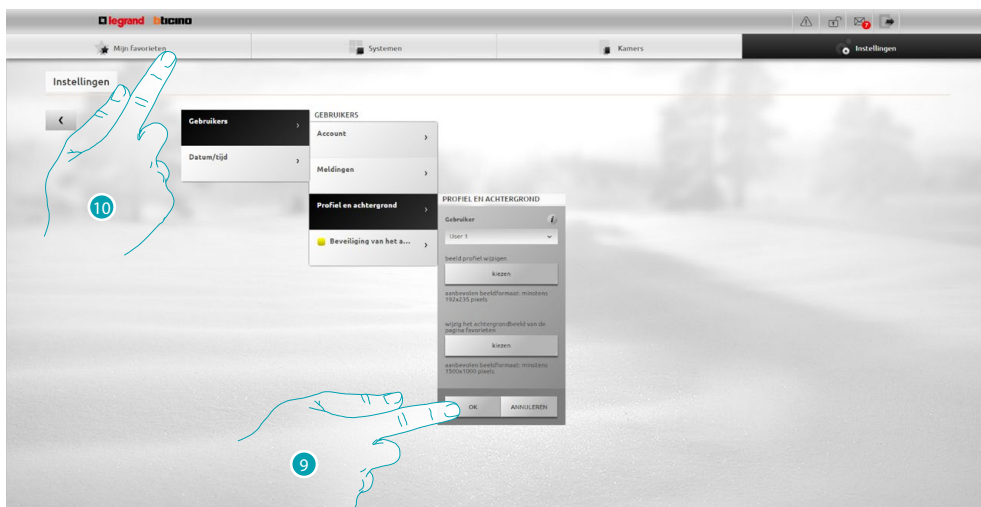 legrand bticino
7
Mijn favorieten
Systemen
Kamers
Instellingen
Instellingen
Gebruikers
Datum/tijd
GEBRUIKERS
Account
Meldingen
Profiel en achtergrond
Beveiliging van het a...
PROFIEL EN ACHTERGROND
Gebruiker
i
User 1
beeld profiel wijzigen
kiezen
aanbevolen beeldformaat: minstens
192x235 pixels
wijzig het achtergrondbeeld van de
pagina favorieten
kiezen
aanbevolen beeldformaat: minstens
1500x1000 pixels
OK
ANNULEREN
10
9